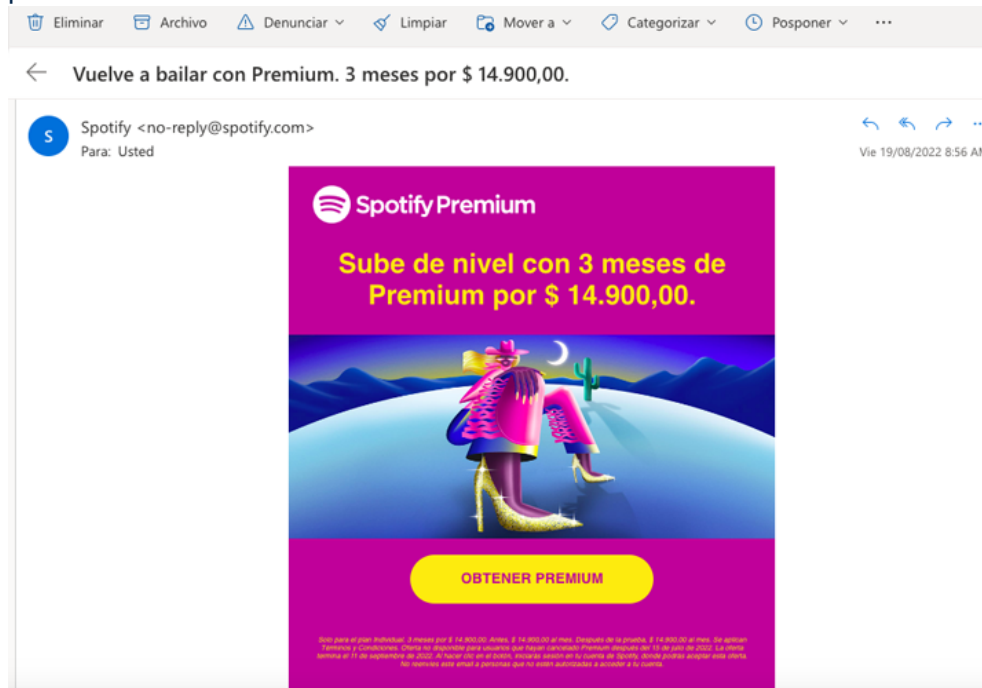 Eliminar Archivo Denunciar Limpiar Mover a Categorizar Posponer ...
Vuelve a bailar con Premium. 3 meses por $ 14.900,00.
S
Spotify <no-reply@spotify.com>
Para: Usted
Vie 19/08/2022 8:56 AM
Spotify Premium
Sube de nivel con 3 meses de
Premium por $ 14.900,00.
OBTENER PREMIUM
Solo para el plan Individual. 3 meses por $ 14.900,00. Antes, $ 14.900,00 al mes. Después de la prueba, $ 14.900,00 al mes. Se aplican
Términos y Condiciones. Oferta no disponible para usuarios que hayan cancelado Premium después del 15 de julio de 2022. La oferta
termina el 11 de septiembre de 2022. Al hacer clic en el botón, iniciarás sesión en tu cuenta de Spotify, donde podrás aceptar esta oferta.
No reenvíes este email a personas que no estén autorizadas a acceder a tu cuenta.